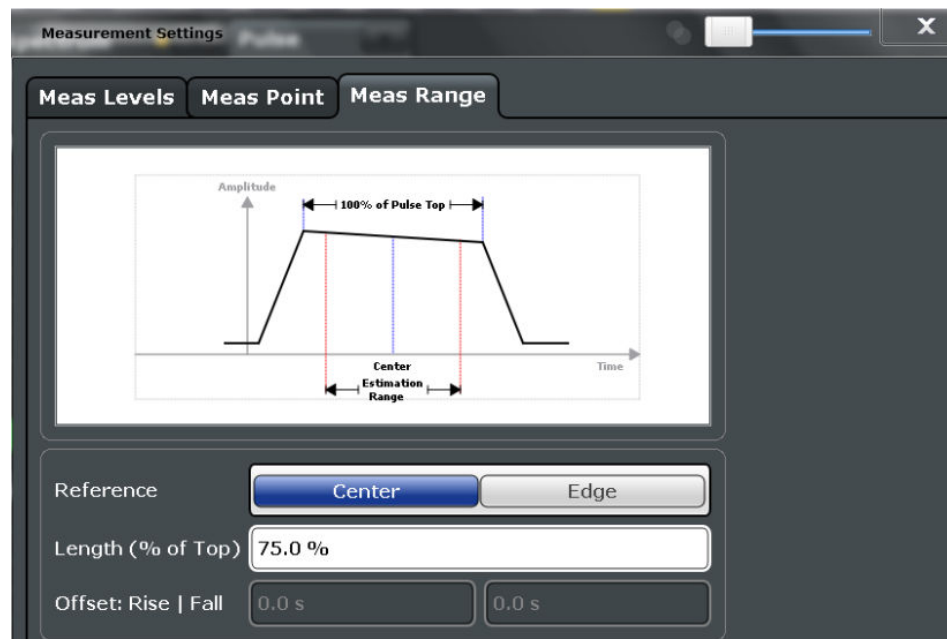 Measurement Settings
Pulse
X
Meas Levels Meas Point Meas Range
Amplitude
100% of Pulse Top
Center
Time
Estimation
Range
Reference Center Edge
Length (% of Top) 75.0 %
Offset: Rise | Fall 0.0 s 0.0 s